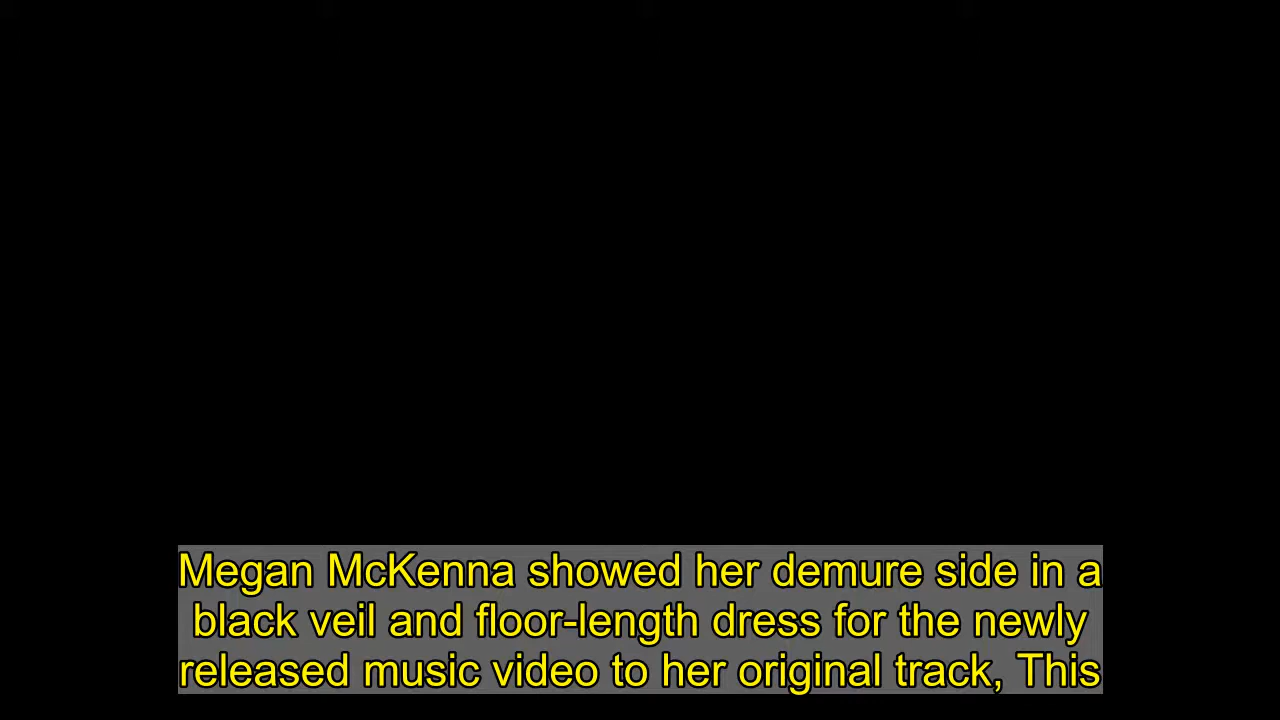 Megan McKenna showed her demure side in a
black veil and floor-length dress for the newly
released music video to her original track, This